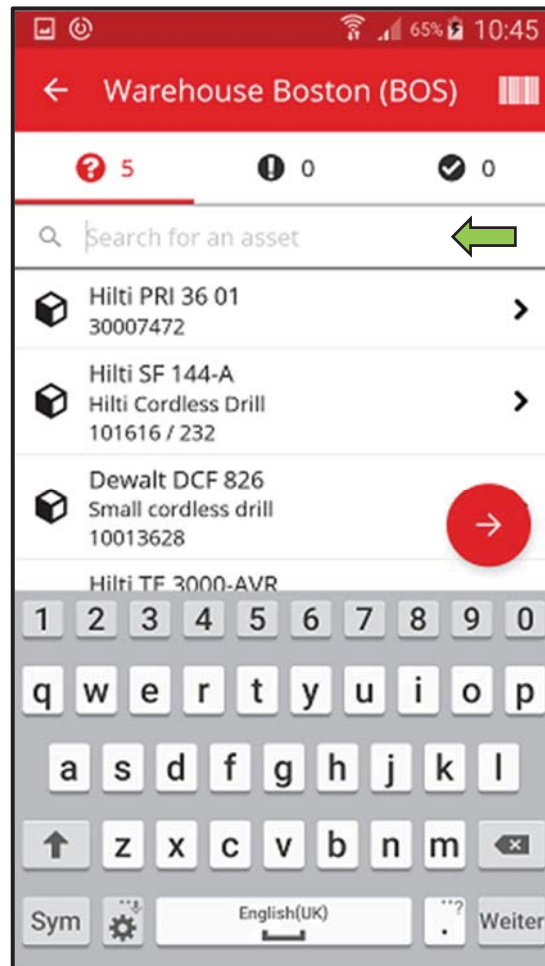 65% 10:45
Warehouse Boston (BOS)
5 0 0
Search for an asset
Hilti PRI 36 01
30007472
Hilti SF 144-A
Hilti Cordless Drill
101616 / 232
Dewalt DCF 826
Small cordless drill
10013628
Hilti TE 3000-AVR
1 2 3 4 5 6 7 8 9 0
q w e r t y u i o p
a s d f g h j k l
z x c v b n m
Sym English(UK) . ? Weiter